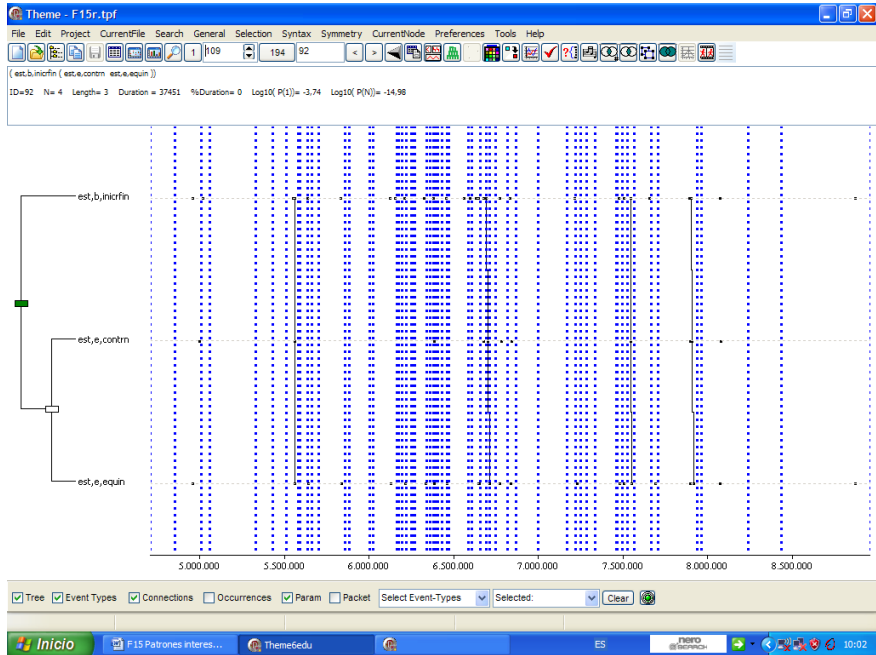 Theme - F15r.tpf
File Edit Project CurrentFile Search General Selection Syntax Symmetry CurrentNode Preferences Tools Help
1 109 194 92 < >
( est,b,inicrfin ( est,e,contrn est,e,equin ))
ID=92 N= 4 Length= 3 Duration = 37451 %Duration= 0 Log10( P(1))= -3,74 Log10( P(N))= -14,98
est,b,inicrfin
est,e,contrn
est,e,equin
5.000.000 5.500.000 6.000.000 6.500.000 7.000.000 7.500.000 8.000.000 8.500.000
Tree Event Types Connections Occurrences Param Packet Select Event-Types Selected: Clear
Inicio F15 Patrones interes... Theme6edu ES nero SEARCH 10:02